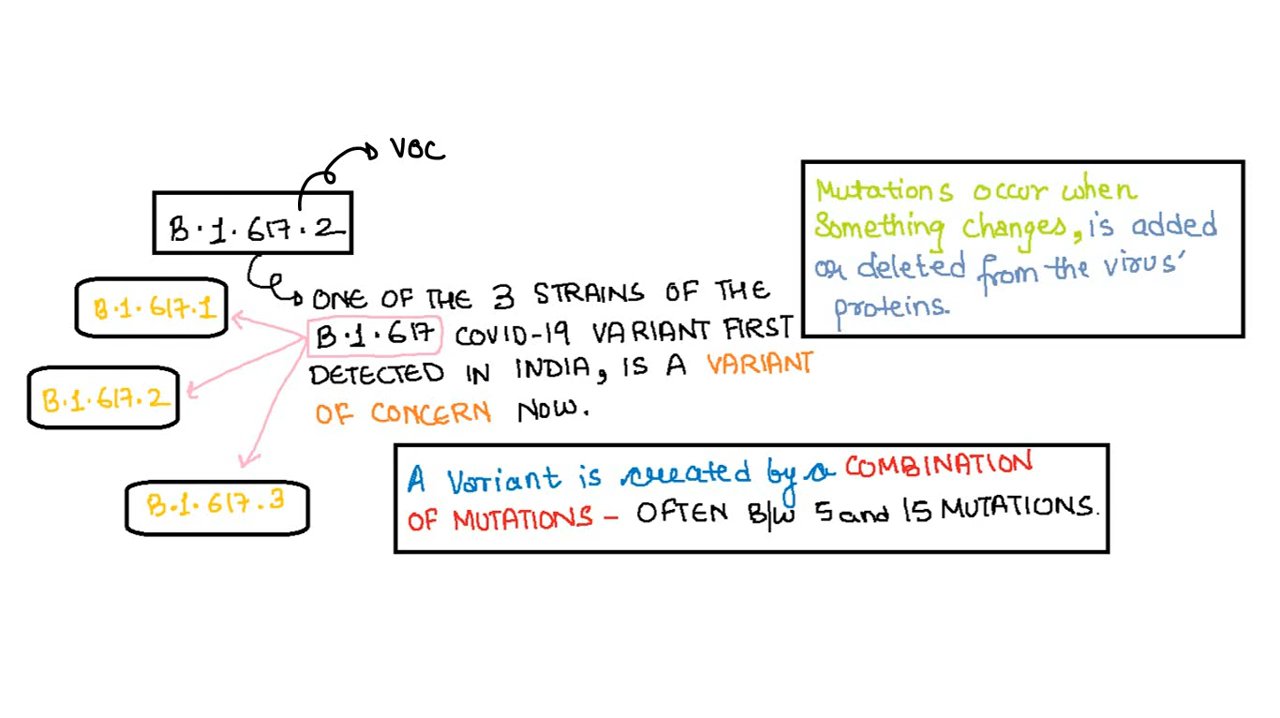 VOC
B.1.617.2
B.1.617.1
B.1.617.2
B.1.617.3
ONE OF THE 3 STRAINS OF THE
B.1.617 COVID-19 VARIANT FIRST
DETECTED IN INDIA, IS A VARIANT
OF CONCERN NOW.
Mutations occur when
Something changes, is added
or deleted from the virus'
proteins.
A Variant is created by a COMBINATION
OF MUTATIONS - OFTEN B/W 5 and 15 MUTATIONS.